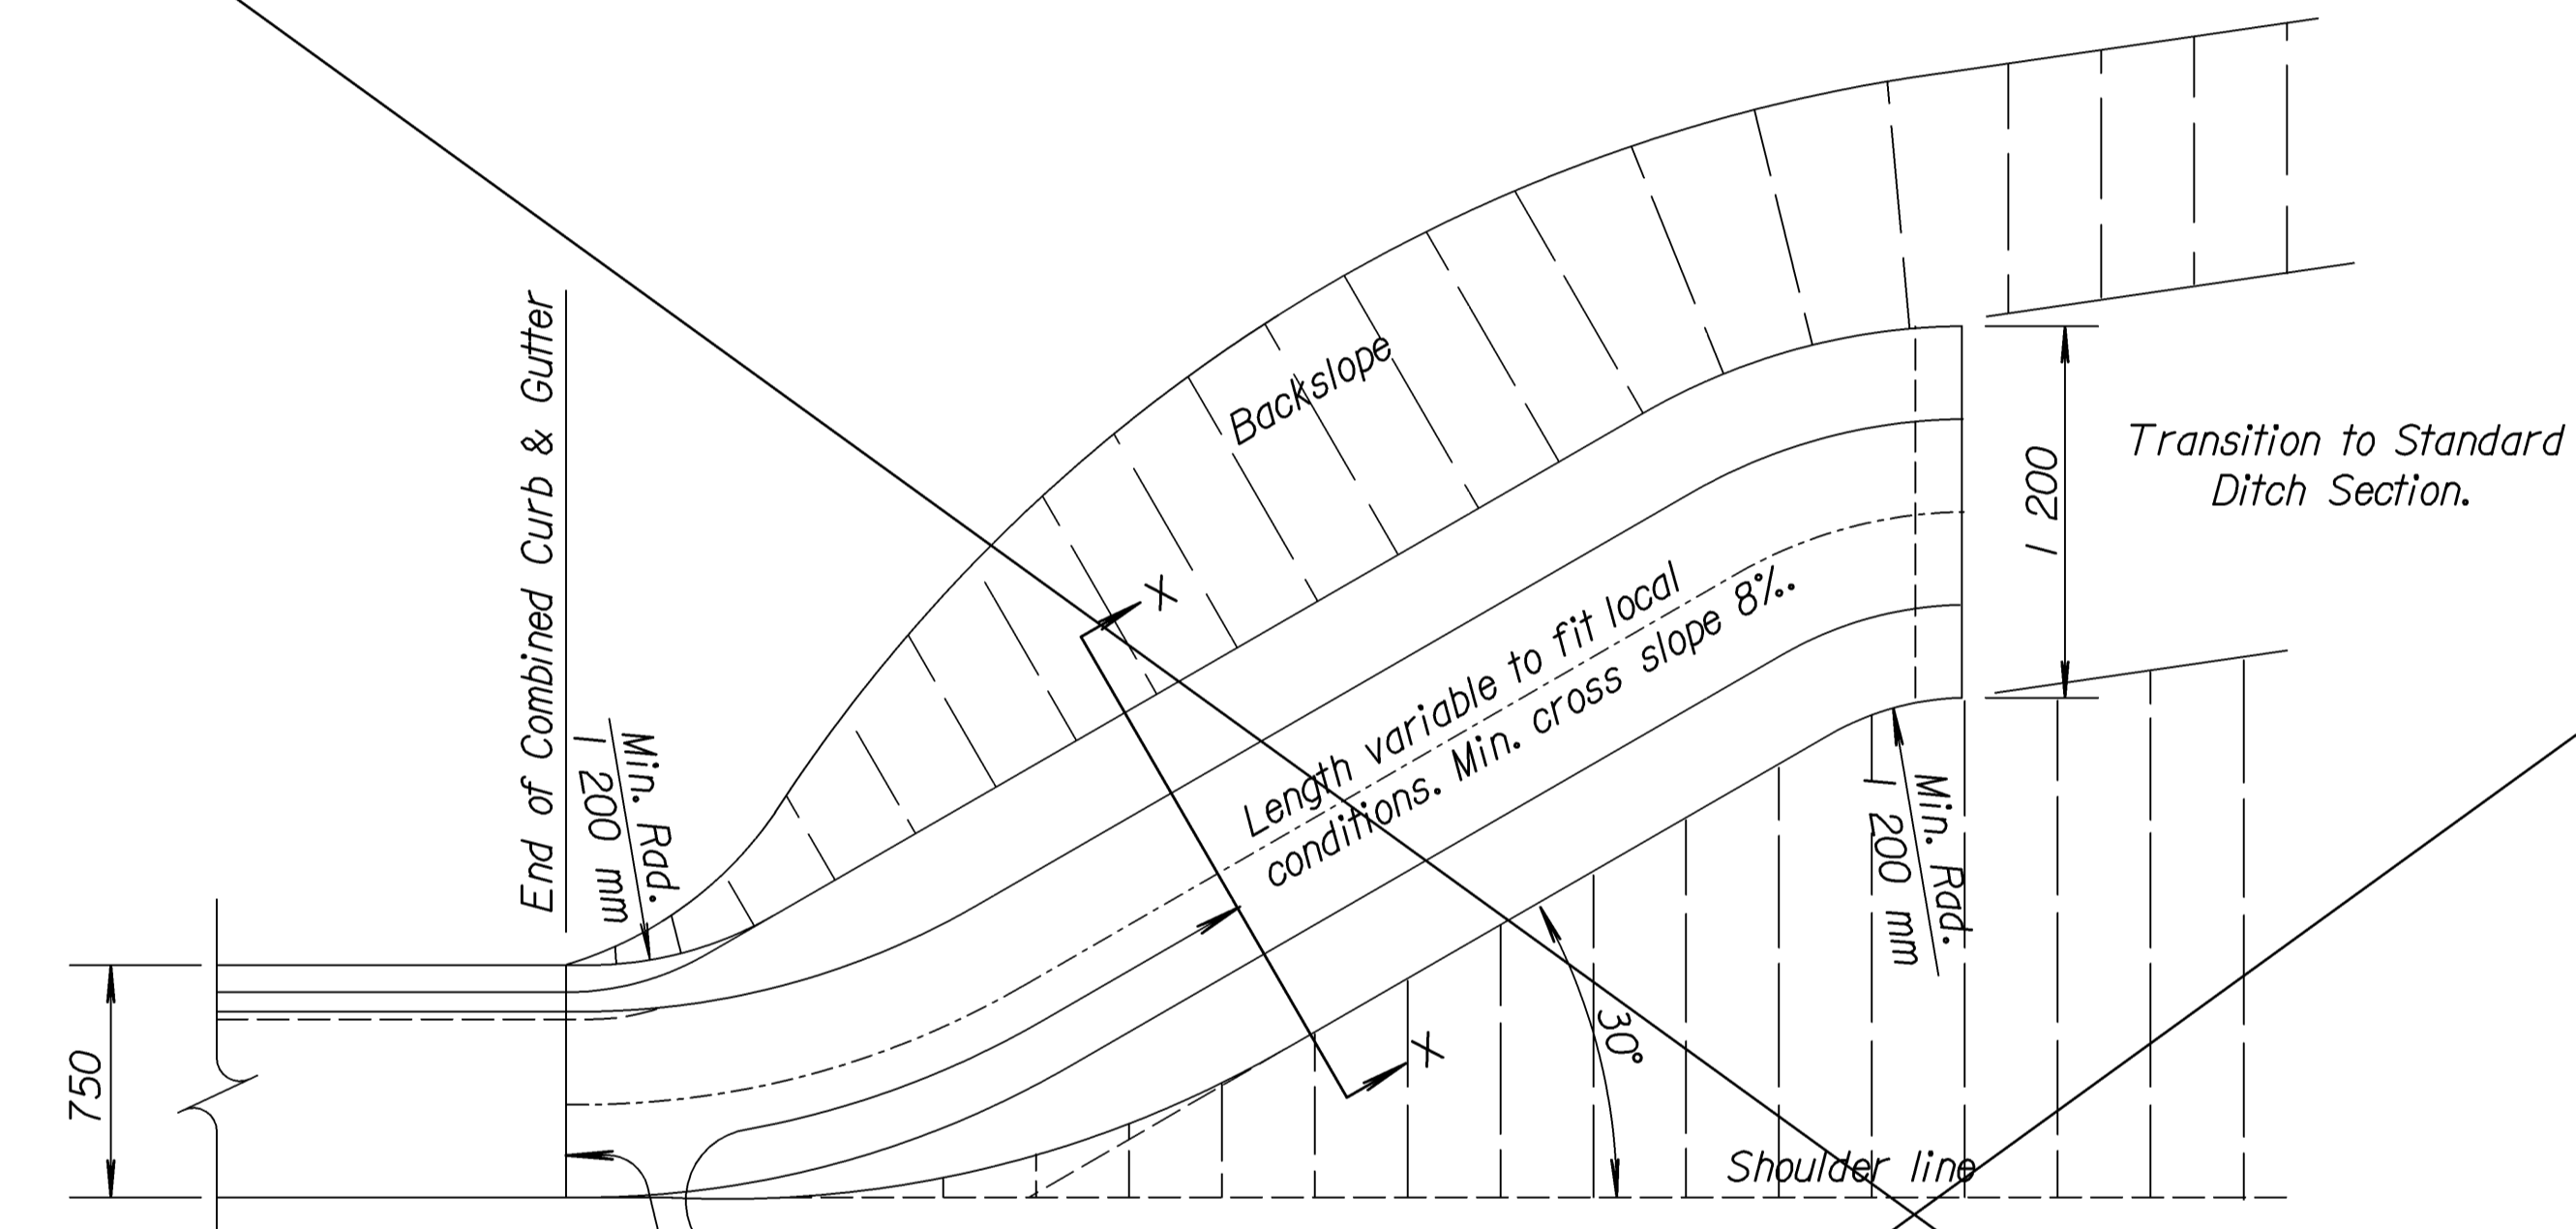 End of Combined Curb & Gutter
Min. Rad.
1 200 mm
Backslope
X
Length variable to fit local
conditions. Min. cross slope 8%.
1 200
Transition to Standard
Ditch Section.
Min. Rad.
1 200 mm
750
X
30°
Shoulder line